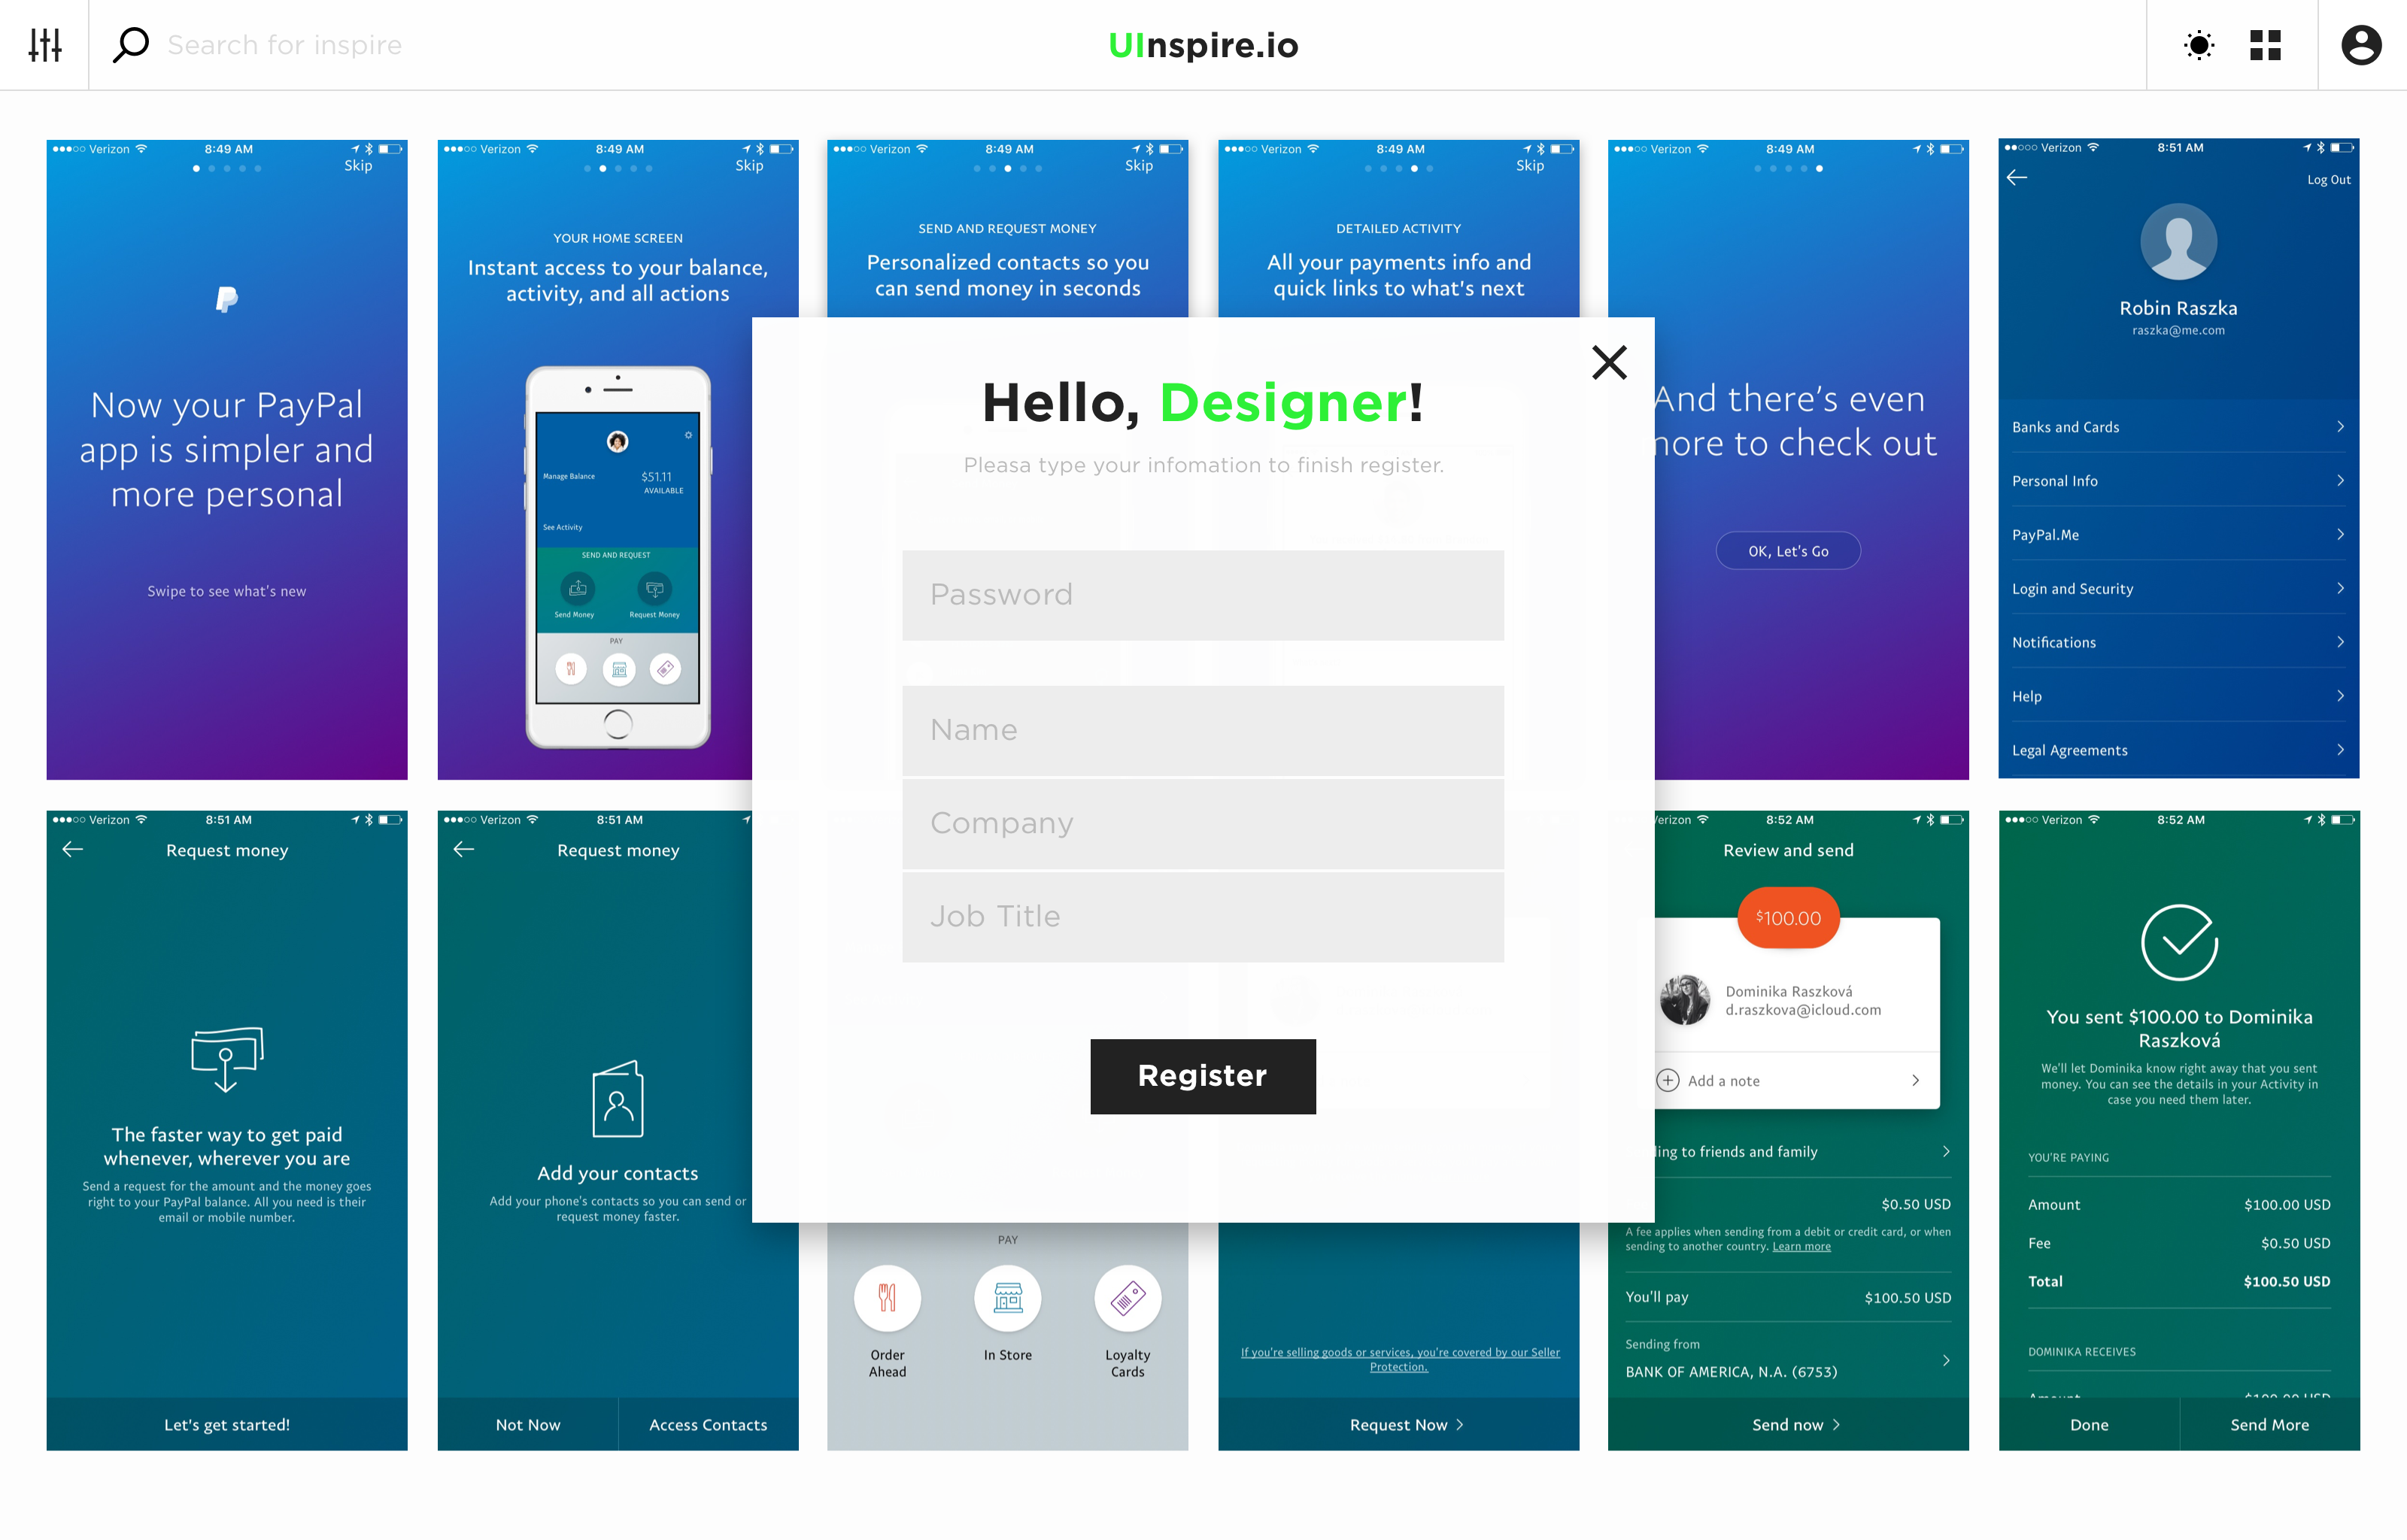 Search for inspire
UInspire.io
Verizon 8:49 AM
Skip
Now your PayPal
app is simpler and
more personal
Swipe to see what's new
Verizon 8:49 AM
Skip
YOUR HOME SCREEN
Instant access to your balance,
activity, and all actions
Manage Balance
$51.11
AVAILABLE
See Activity
SEND AND REQUEST
Send Money
Request Money
PAY
Verizon 8:49 AM
Skip
SEND AND REQUEST MONEY
Personalized contacts so you
can send money in seconds
Verizon 8:49 AM
Skip
DETAILED ACTIVITY
All your payments info and
quick links to what's next
Verizon 8:49 AM
And there's even
more to check out
OK, Let's Go
Verizon 8:51 AM
Log Out
Robin Raszka
raszka@me.com
Banks and Cards
Personal Info
PayPal.Me
Login and Security
Notifications
Help
Legal Agreements
Hello, Designer!
Pleasa type your infomation to finish register.
Password
Name
Company
Job Title
Register
Verizon 8:51 AM
Request money
The faster way to get paid
whenever, wherever you are
Send a request for the amount and the money goes
right to your PayPal balance. All you need is their
email or mobile number.
Let's get started!
Verizon 8:51 AM
Request money
Add your contacts
Add your phone's contacts so you can send or
request money faster.
Not Now
Access Contacts
PAY
Order
Ahead
In Store
Loyalty
Cards
If you're selling goods or services, you're covered by our Seller
Protection.
Request Now
Verizon 8:52 AM
Review and send
$100.00
Dominika Raszková
d.raszkova@icloud.com
Add a note
ling to friends and family
$0.50 USD
A fee applies when sending from a debit or credit card, or when
sending to another country. Learn more
You'll pay
$100.50 USD
Sending from
BANK OF AMERICA, N.A. (6753)
Send now
Verizon 8:52 AM
You sent $100.00 to Dominika
Raszková
We'll let Dominika know right away that you sent
money. You can see the details in your Activity in
case you need them later.
YOU'RE PAYING
Amount $100.00 USD
Fee $0.50 USD
Total $100.50 USD
DOMINIKA RECEIVES
Amount $100.00 USD
Done
Send More